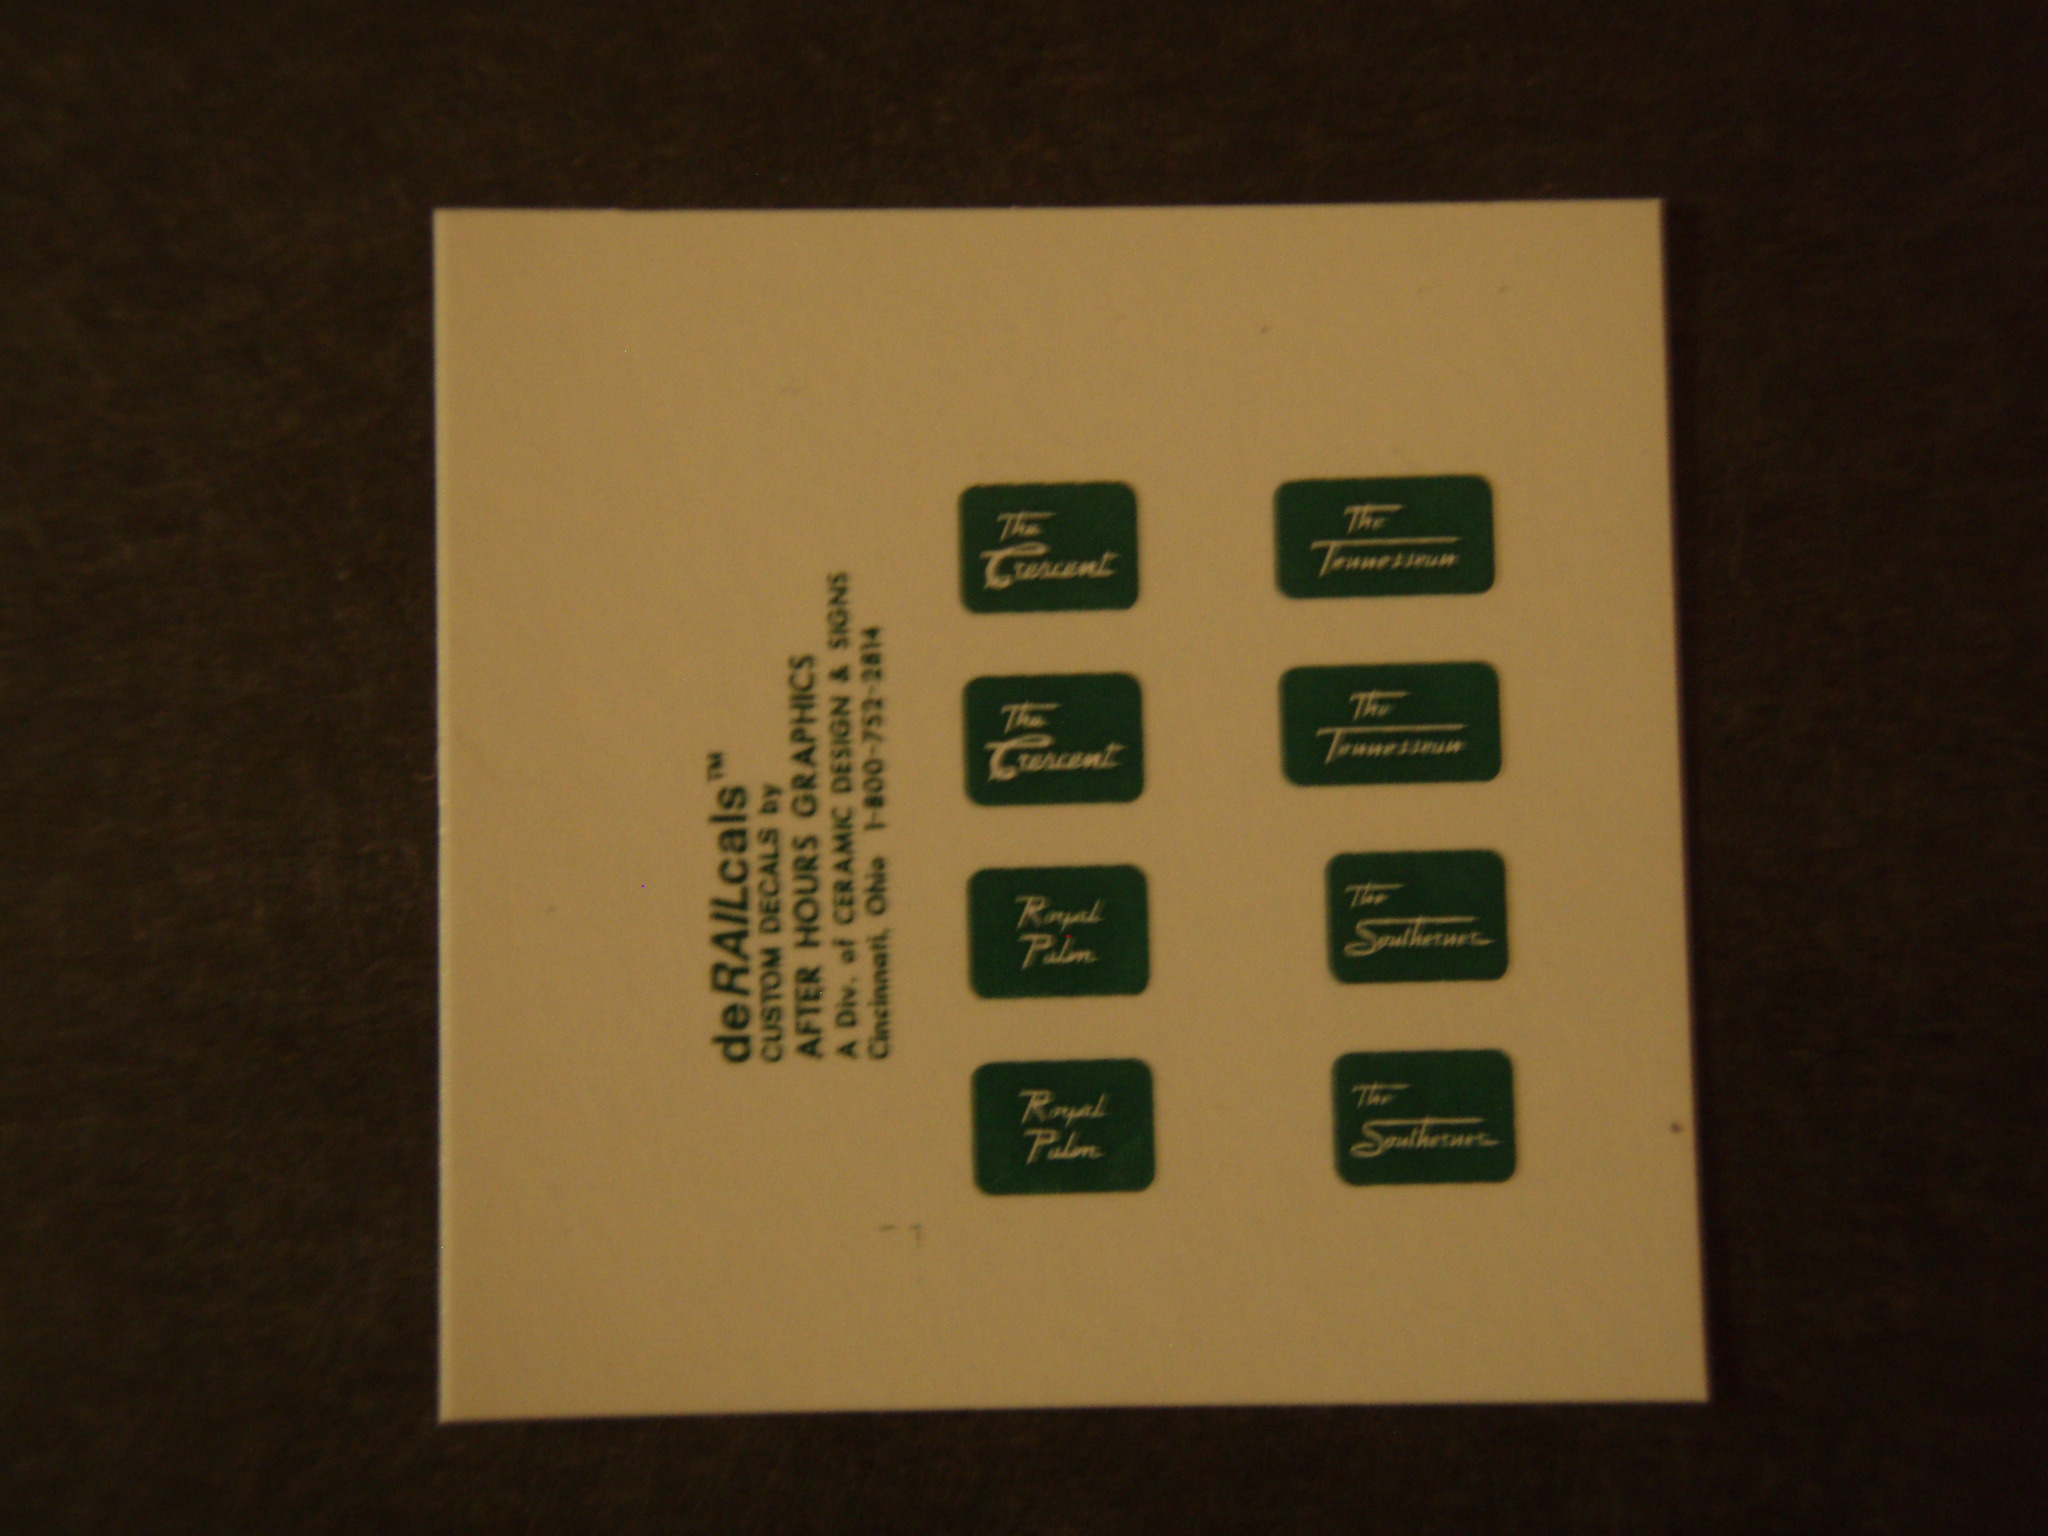 deRAILcals™
CUSTOM DECALS by
AFTER HOURS GRAPHICS
A Div. of CERAMIC DESIGN & SIGNS
Cincinnati, Ohio 1-800-752-2814
The
Crescent
The
Tennessean
The
Crescent
The
Tennessean
Royal
Palm
The
Southerner
Royal
Palm
The
Southerner